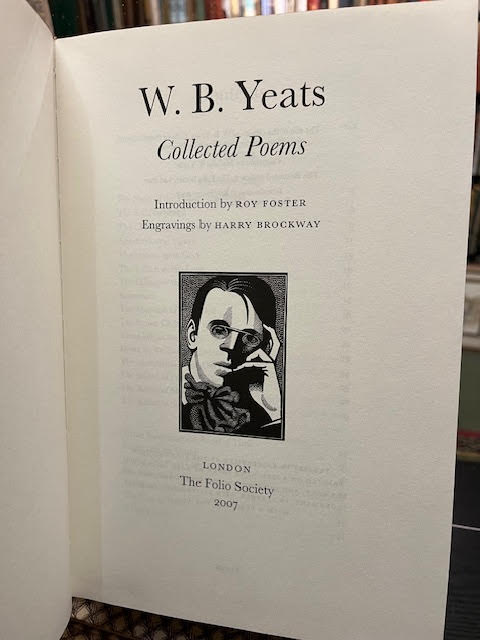 W. B. Yeats
Collected Poems
Introduction by ROY FOSTER
Engravings by HARRY BROCKWAY
LONDON
The Folio Society
2007